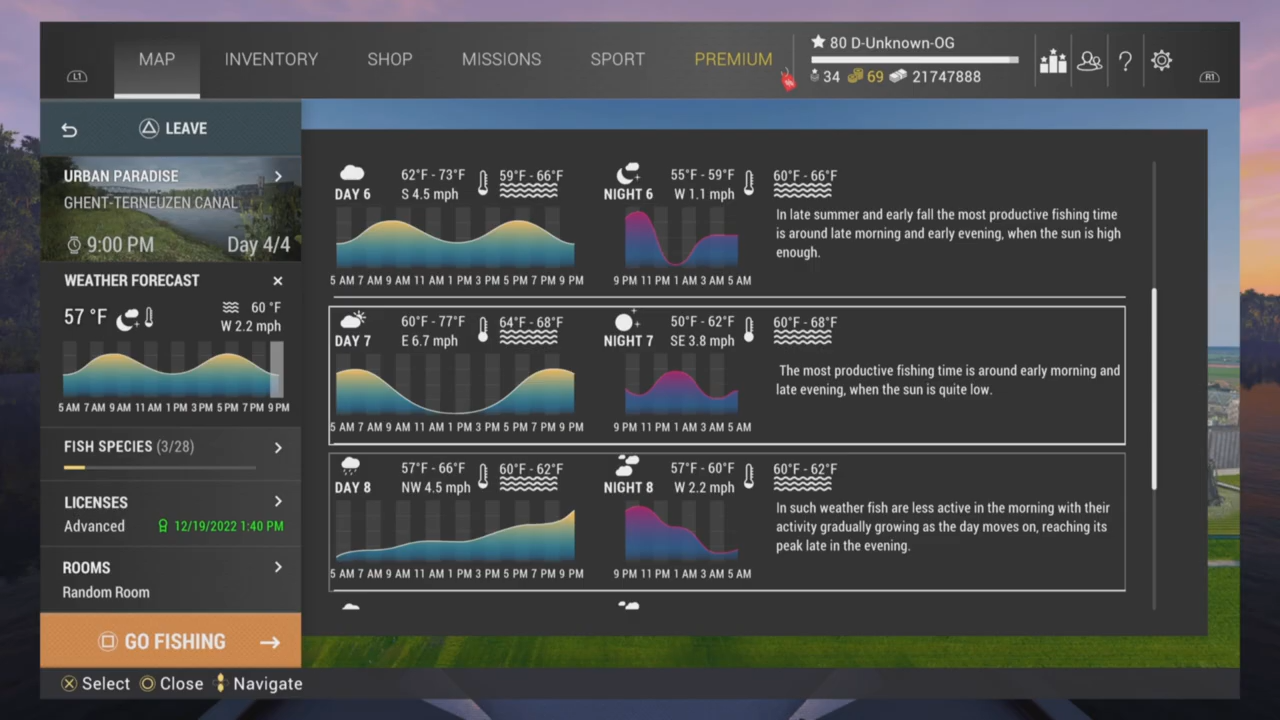 L1
MAP
INVENTORY
SHOP
MISSIONS
SPORT
PREMIUM
80 D-Unknown-OG
34 69 21747888
?
R1
LEAVE
URBAN PARADISE
GHENT-TERNEUZEN CANAL
9:00 PM Day 4/4
WEATHER FORECAST
57 °F 60 °F
W 2.2 mph
5 AM 7 AM 9 AM 11 AM 1 PM 3 PM 5 PM 7 PM 9 PM
FISH SPECIES (3/28)
LICENSES
Advanced 12/19/2022 1:40 PM
ROOMS
Random Room
GO FISHING
Select Close Navigate
DAY 6
62°F - 73°F
S 4.5 mph
59°F - 66°F
5 AM 7 AM 9 AM 11 AM 1 PM 3 PM 5 PM 7 PM 9 PM
NIGHT 6
55°F - 59°F
W 1.1 mph
60°F - 66°F
9 PM 11 PM 1 AM 3 AM 5 AM
In late summer and early fall the most productive fishing time
is around late morning and early evening, when the sun is high
enough.
DAY 7
60°F - 77°F
E 6.7 mph
64°F - 68°F
5 AM 7 AM 9 AM 11 AM 1 PM 3 PM 5 PM 7 PM 9 PM
NIGHT 7
50°F - 62°F
SE 3.8 mph
60°F - 68°F
9 PM 11 PM 1 AM 3 AM 5 AM
The most productive fishing time is around early morning and
late evening, when the sun is quite low.
DAY 8
57°F - 66°F
NW 4.5 mph
60°F - 62°F
5 AM 7 AM 9 AM 11 AM 1 PM 3 PM 5 PM 7 PM 9 PM
NIGHT 8
57°F - 60°F
W 2.2 mph
60°F - 62°F
9 PM 11 PM 1 AM 3 AM 5 AM
In such weather fish are less active in the morning with their
activity gradually growing as the day moves on, reaching its
peak late in the evening.